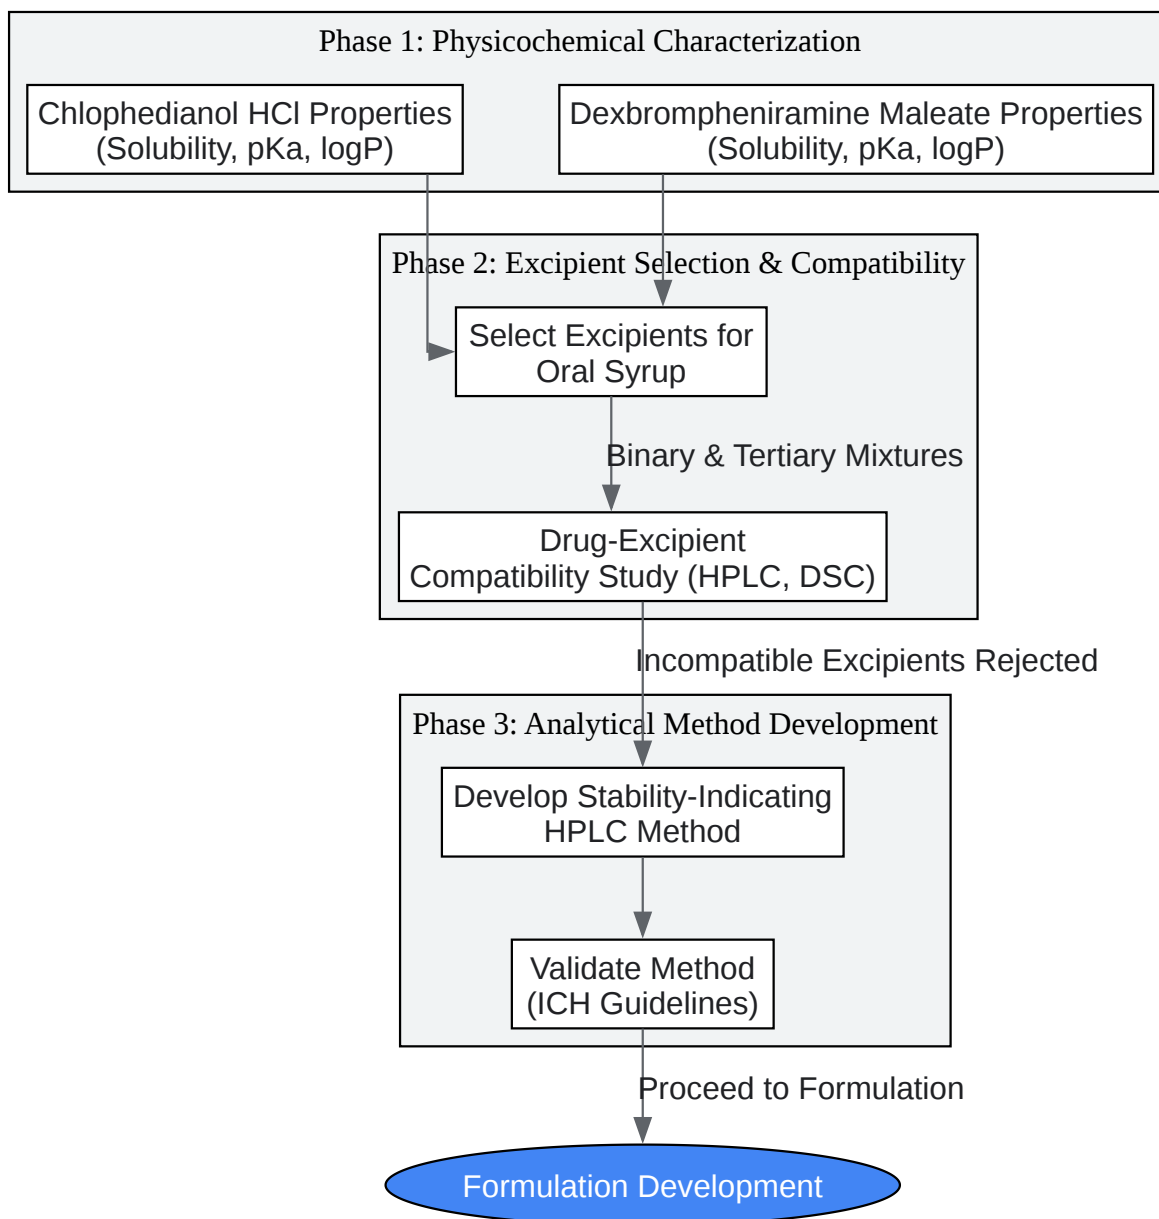 Phase 1: Physicochemical Characterization
Chlophedianol HCl Properties
(Solubility, pKa, logP)
Dexbrompheniramine Maleate Properties
(Solubility, pKa, logP)
Phase 2: Excipient Selection & Compatibility
Select Excipients for
Oral Syrup
Binary & Tertiary Mixtures
Drug-Excipient
Compatibility Study (HPLC, DSC)
Incompatible Excipients Rejected
Phase 3: Analytical Method Development
Develop Stability-Indicating
HPLC Method
Validate Method
(ICH Guidelines)
Proceed to Formulation
Formulation Development